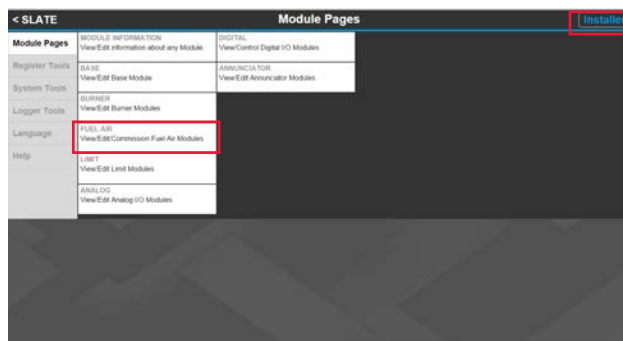 < SLATE
Module Pages
Installer
Module Pages
Register Tools
System Tools
Logger Tools
Language
Help
MODULE INFORMATION
View/Edit information about any Module.
BASE
View/Edit Base Module
BURNER
View/Edit Burner Modules
FUEL AIR
View/Edit/Commission Fuel Air Modules
LIMIT
View/Edit Limit Modules
ANALOG
View/Edit Analog I/O Modules
DIGITAL
View/Control Digital I/O Modules
ANNUNCIATOR
View/Edit Annunciator Modules